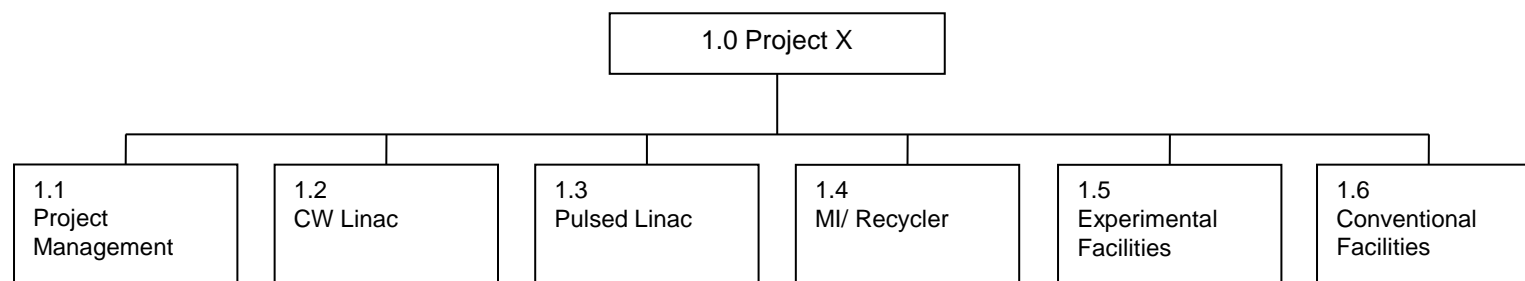 1.0 Project X
1.1
Project
Management
1.2
CW Linac
1.3
Pulsed Linac
1.4
MI/ Recycler
1.5
Experimental
Facilities
1.6
Conventional
Facilities